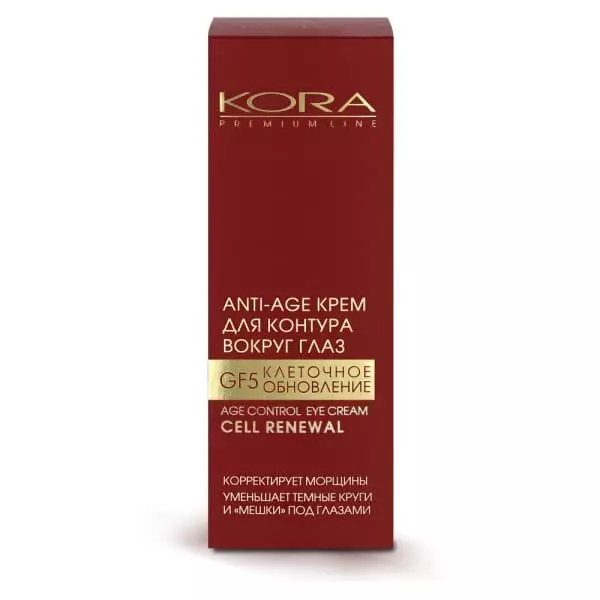 KORA
PREMIUM LINE
ANTI-AGE КРЕМ
ДЛЯ КОНТУРА
ВОКРУГ ГЛАЗ
GF5 КЛЕТОЧНОЕ
ОБНОВЛЕНИЕ
AGE CONTROL EYE CREAM
CELL RENEWAL
КОРРЕКТИРУЕТ МОРЩИНЫ
УМЕНЬШАЕТ ТЕМНЫЕ КРУГИ
И «МЕШКИ» ПОД ГЛАЗАМИ